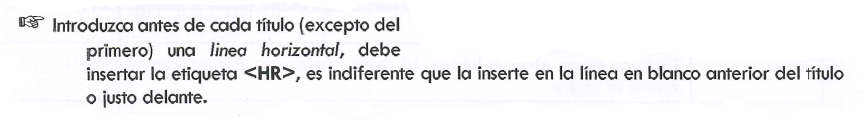 ☞ Introduzca antes de cada título (excepto del
primero) una linea horizontal, debe
insertar la etiqueta <HR>, es indiferente que la inserte en la línea en blanco anterior del título
o justo delante.